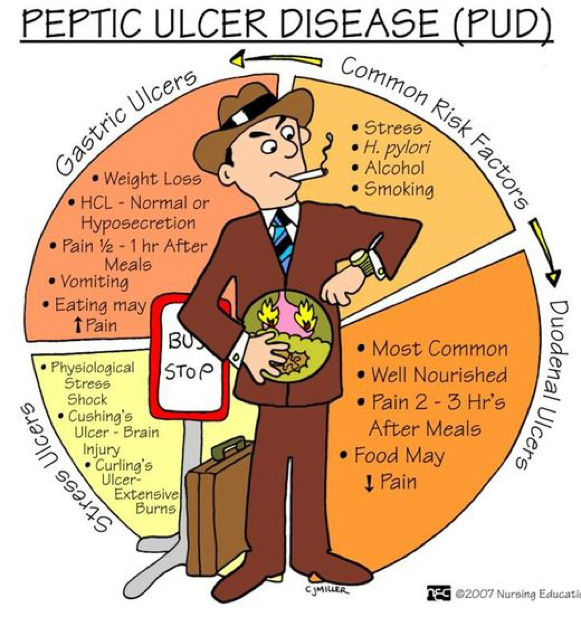 PEPTIC ULCER DISEASE (PUD)
Common Risk Factors
• Stress
• H. pylori
• Alcohol
• Smoking
Gastric Ulcers
• Weight Loss
• HCL - Normal or
Hyposecretion
• Pain ½ - 1 hr After
Meals
• Vomiting
• Eating may
↑ Pain
Duodenal Ulcers
• Most Common
• Well Nourished
• Pain 2 - 3 Hr's
After Meals
• Food May
↓ Pain
Stress Ulcers
• Physiological
Stress
Shock
• Cushing's
Ulcer - Brain
Injury
• Curling's
Ulcer-
Extensive
Burns
BUS
STOP
CJMILLER
NEC ©2007 Nursing Educatio